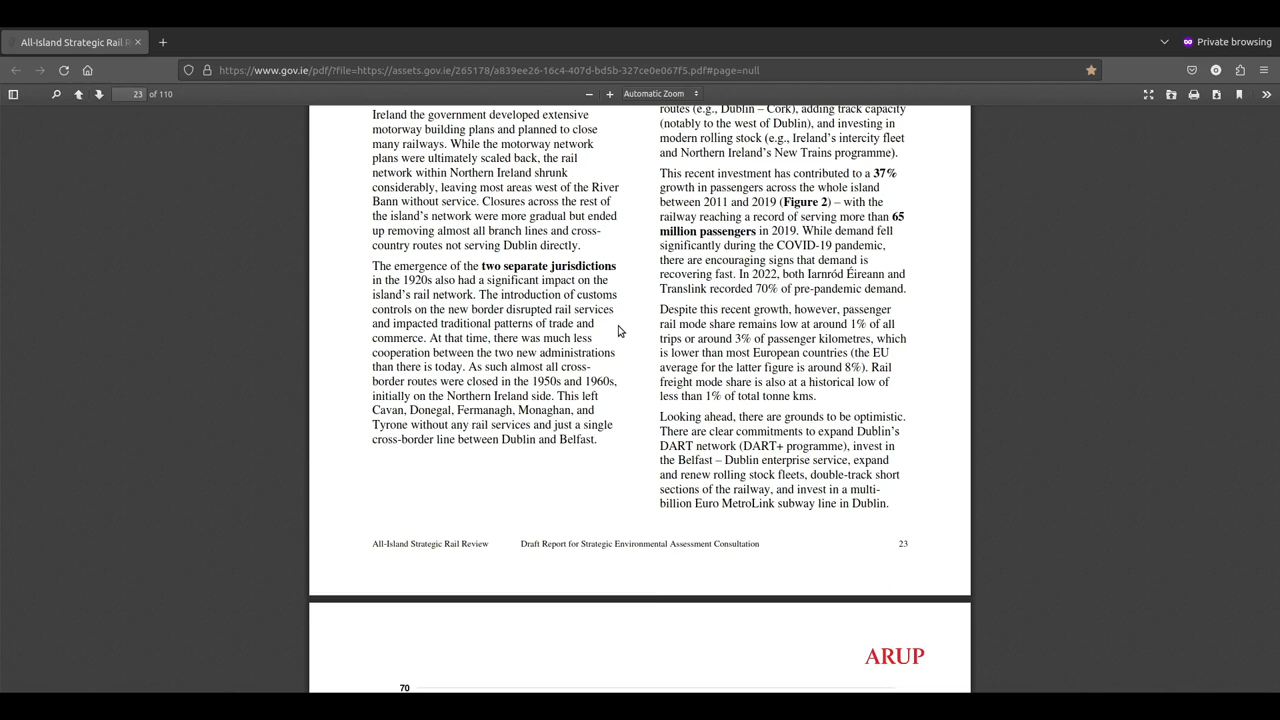 All-Island Strategic Rail R
Private browsing
https://www.gov.ie/pdf/?file=https://assets.gov.ie/265178/a839ee26-16c4-407d-bd5b-327ce0e067f5.pdf#page=null
23 of 110
Automatic Zoom
Ireland the government developed extensive
motorway building plans and planned to close
many railways. While the motorway network
plans were ultimately scaled back, the rail
network within Northern Ireland shrunk
considerably, leaving most areas west of the River
Bann without service. Closures across the rest of
the island's network were more gradual but ended
up removing almost all branch lines and cross-
country routes not serving Dublin directly.
The emergence of the two separate jurisdictions
in the 1920s also had a significant impact on the
island's rail network. The introduction of customs
controls on the new border disrupted rail services
and impacted traditional patterns of trade and
commerce. At that time, there was much less
cooperation between the two new administrations
than there is today. As such almost all cross-
border routes were closed in the 1950s and 1960s,
initially on the Northern Ireland side. This left
Cavan, Donegal, Fermanagh, Monaghan, and
Tyrone without any rail services and just a single
cross-border line between Dublin and Belfast.
routes (e.g., Dublin – Cork), adding track capacity
(notably to the west of Dublin), and investing in
modern rolling stock (e.g., Ireland's intercity fleet
and Northern Ireland's New Trains programme).
This recent investment has contributed to a 37%
growth in passengers across the whole island
between 2011 and 2019 (Figure 2) – with the
railway reaching a record of serving more than 65
million passengers in 2019. While demand fell
significantly during the COVID-19 pandemic,
there are encouraging signs that demand is
recovering fast. In 2022, both Iarnród Éireann and
Translink recorded 70% of pre-pandemic demand.
Despite this recent growth, however, passenger
rail mode share remains low at around 1% of all
trips or around 3% of passenger kilometres, which
is lower than most European countries (the EU
average for the latter figure is around 8%). Rail
freight mode share is also at a historical low of
less than 1% of total tonne kms.
Looking ahead, there are grounds to be optimistic.
There are clear commitments to expand Dublin's
DART network (DART+ programme), invest in
the Belfast – Dublin enterprise service, expand
and renew rolling stock fleets, double-track short
sections of the railway, and invest in a multi-
billion Euro MetroLink subway line in Dublin.
All-Island Strategic Rail Review Draft Report for Strategic Environmental Assessment Consultation 23
ARUP
70